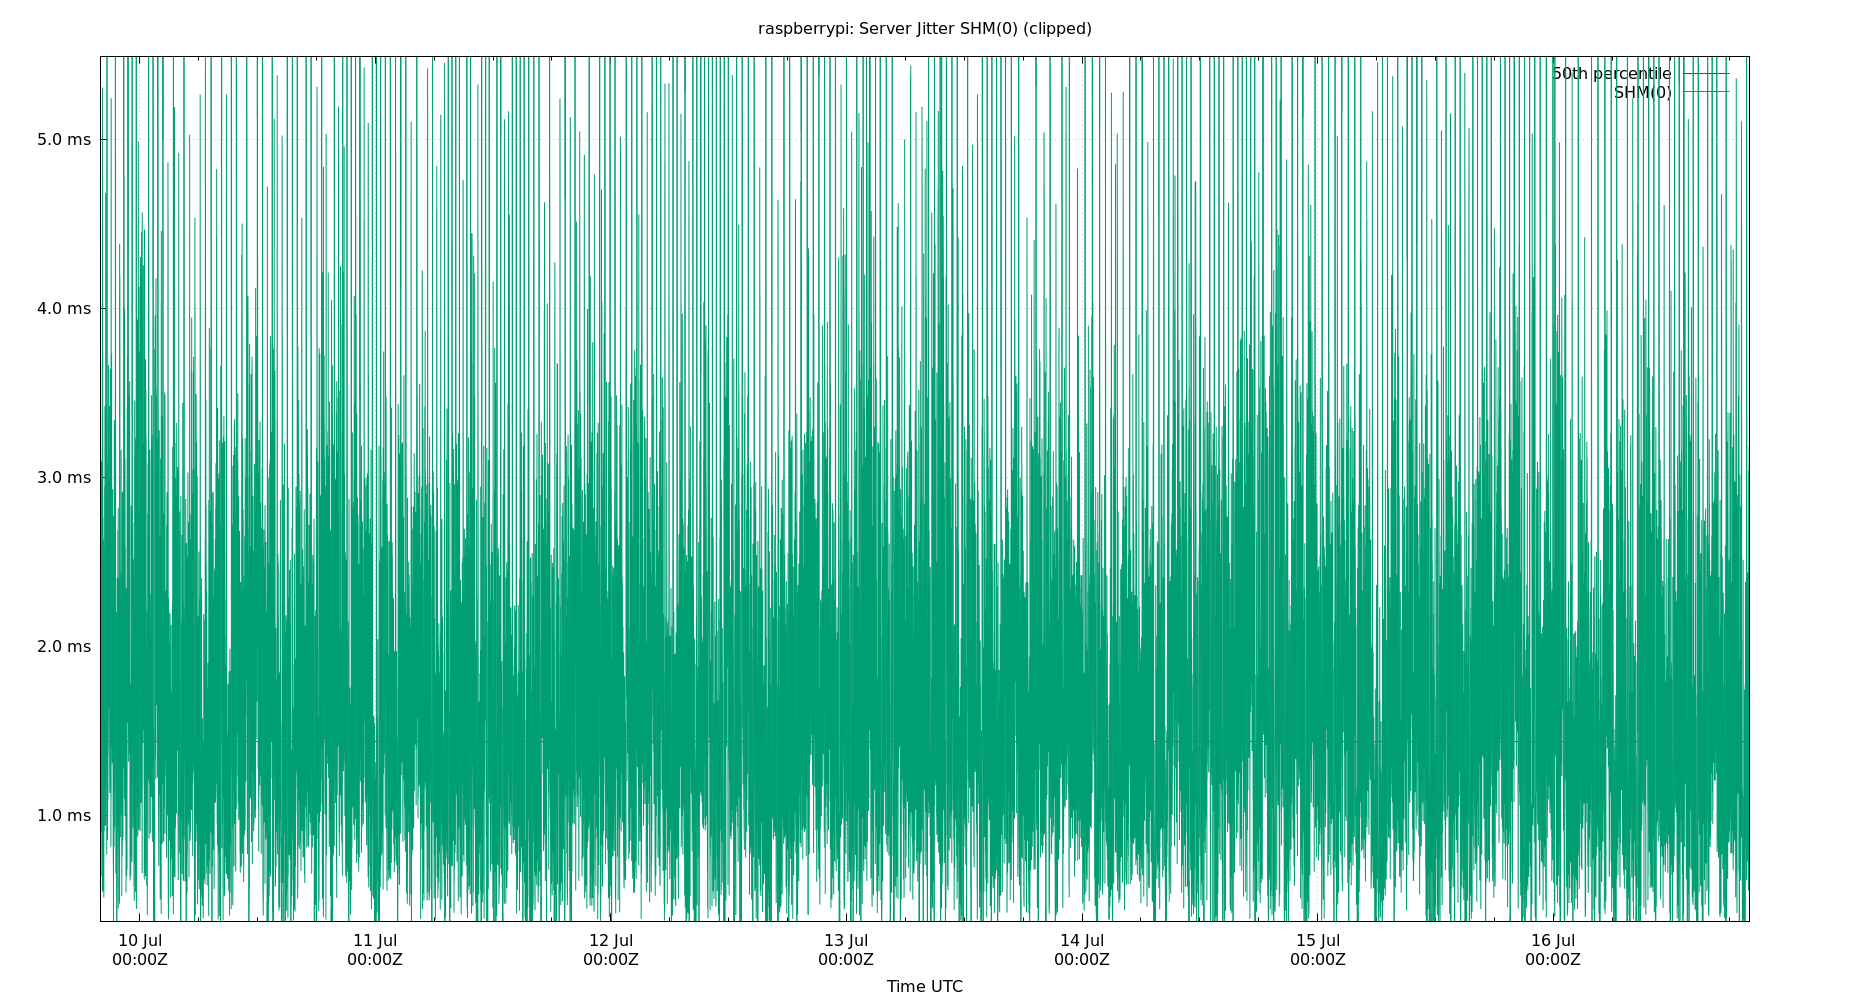 raspberrypi: Server Jitter SHM(0) (clipped)
50th percentile
SHM(0)
5.0 ms
4.0 ms
3.0 ms
2.0 ms
1.0 ms
10 Jul 11 Jul 12 Jul 13 Jul 14 Jul 15 Jul 16 Jul
00:00Z 00:00Z 00:00Z 00:00Z 00:00Z 00:00Z 00:00Z
Time UTC